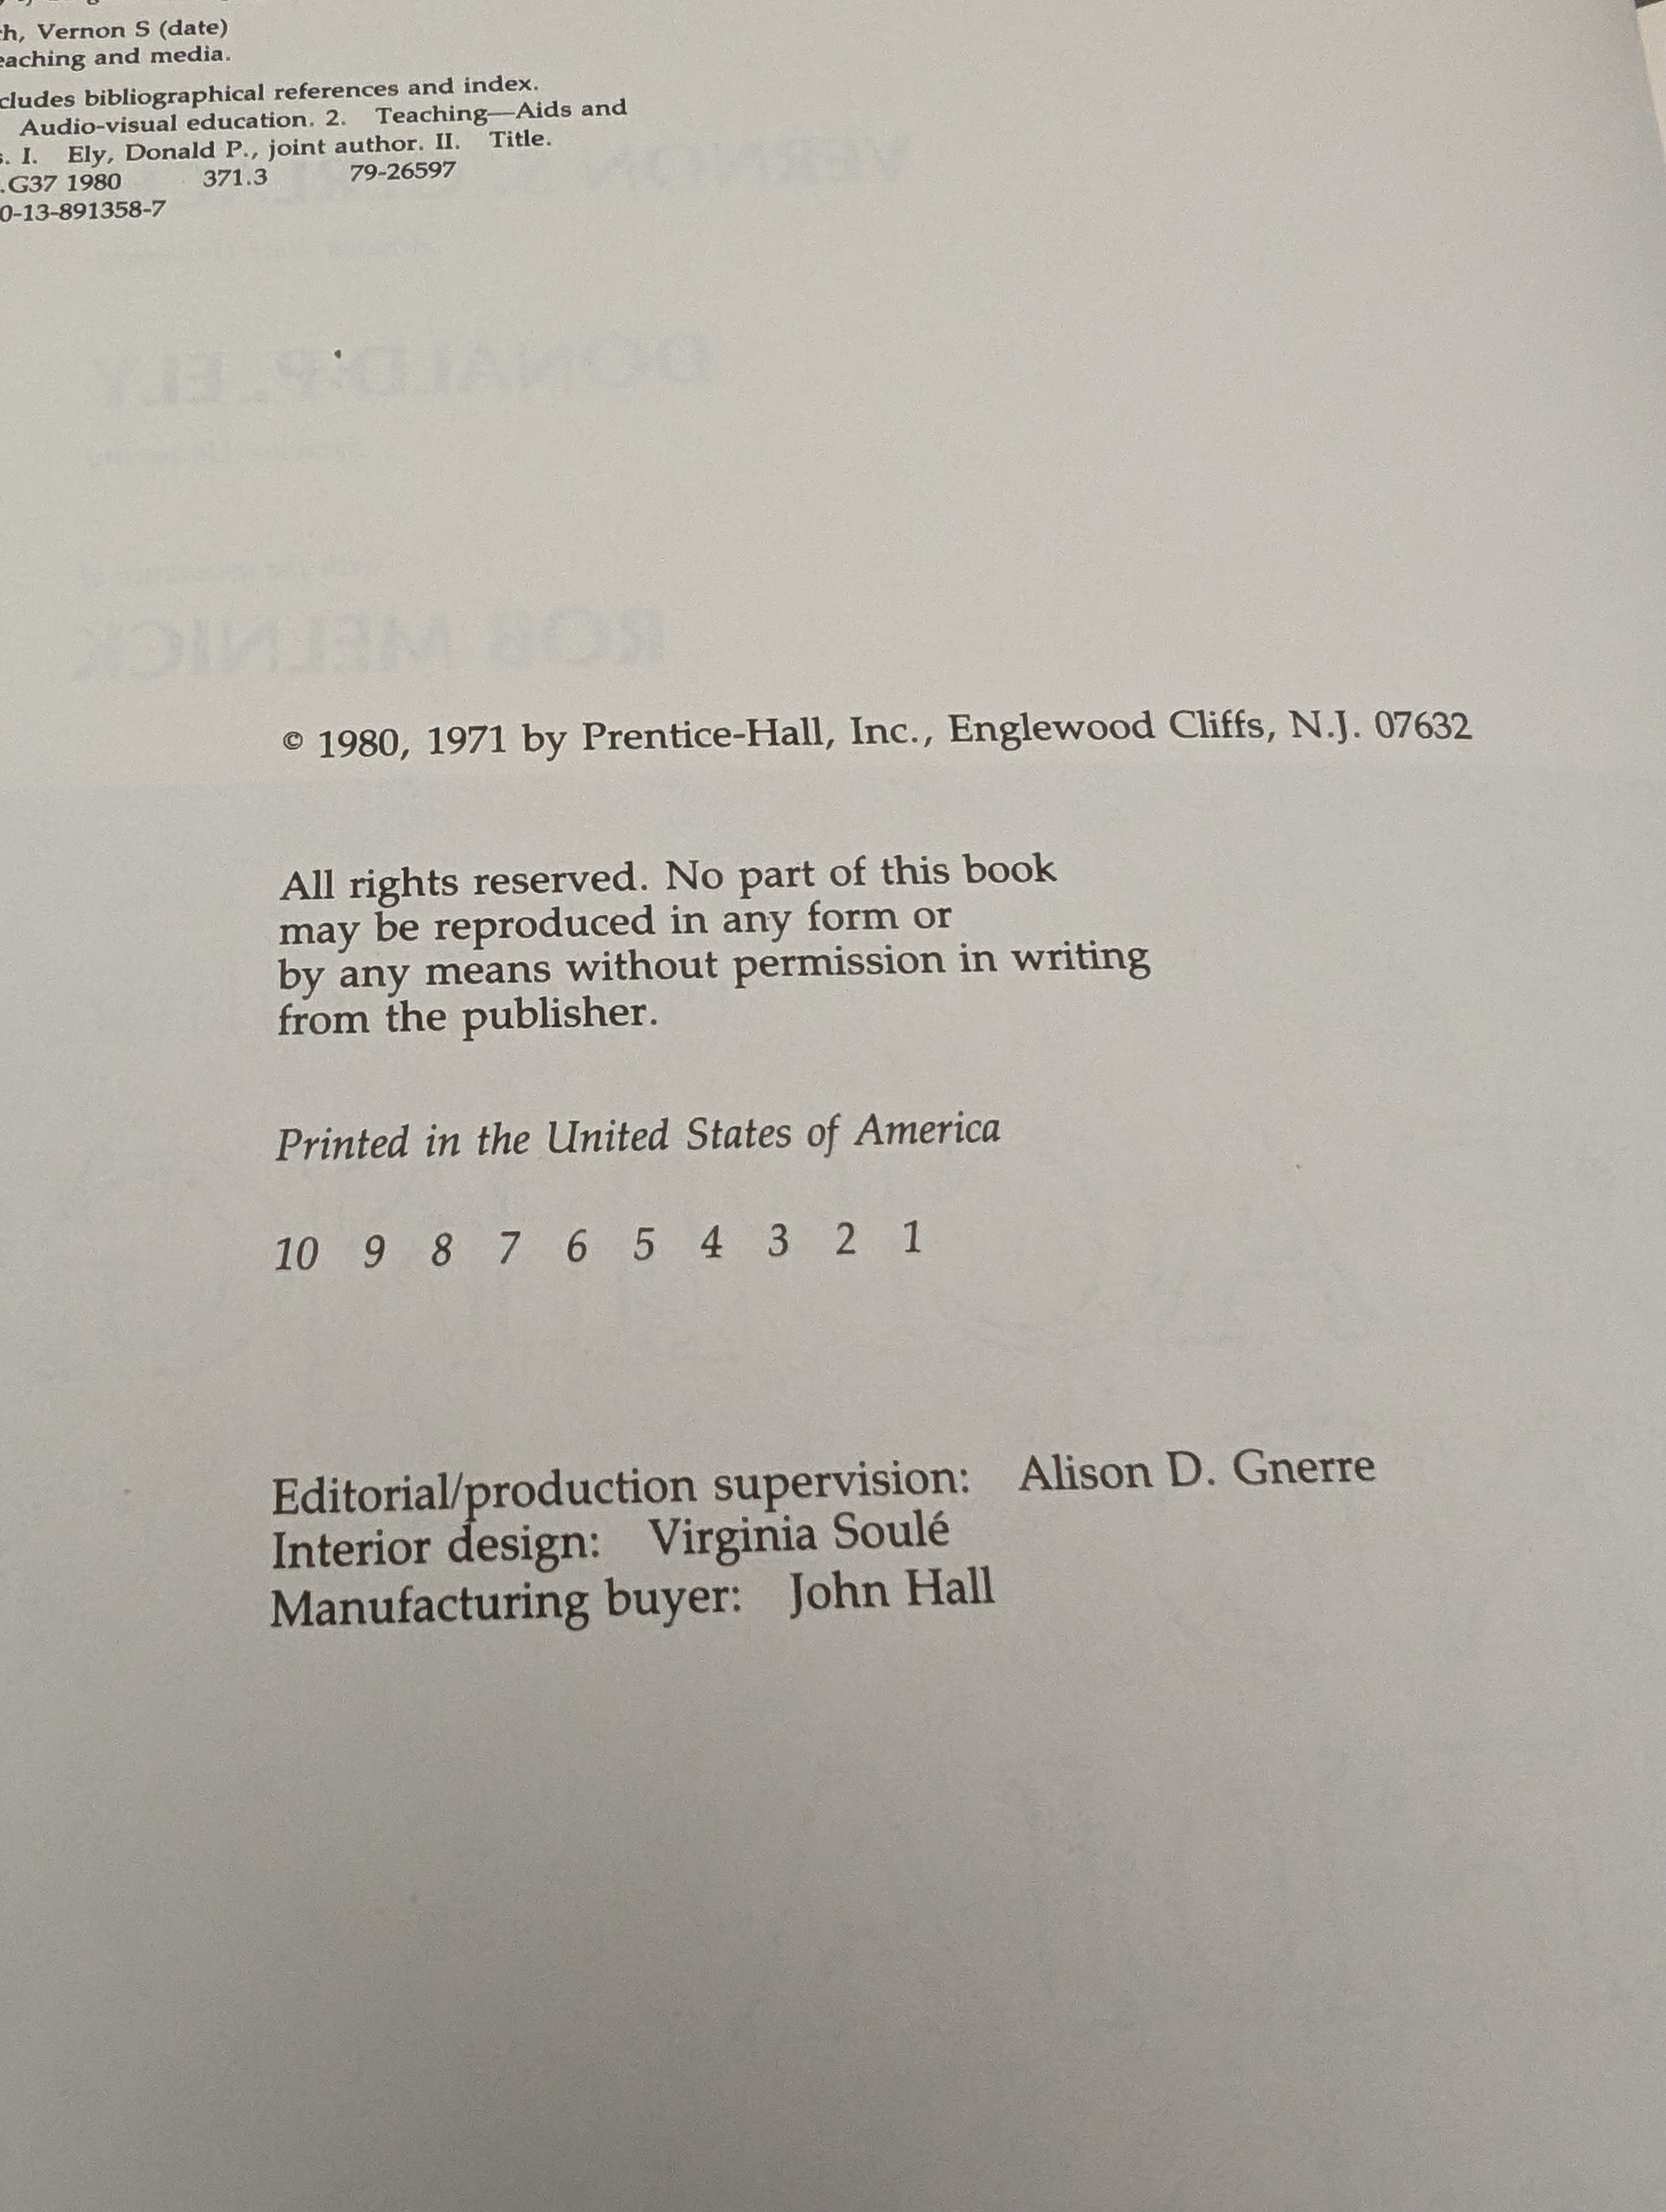 h, Vernon S (date)
eaching and media.
cludes bibliographical references and index.
Audio-visual education. 2. Teaching—Aids and
s. I. Ely, Donald P., joint author. II. Title.
.G37 1980 371.3 79-26597
0-13-891358-7
DONALD P. ELY
ROB MELNICK
© 1980, 1971 by Prentice-Hall, Inc., Englewood Cliffs, N.J. 07632
All rights reserved. No part of this book
may be reproduced in any form or
by any means without permission in writing
from the publisher.
Printed in the United States of America
10 9 8 7 6 5 4 3 2 1
Editorial/production supervision: Alison D. Gnerre
Interior design: Virginia Soulé
Manufacturing buyer: John Hall